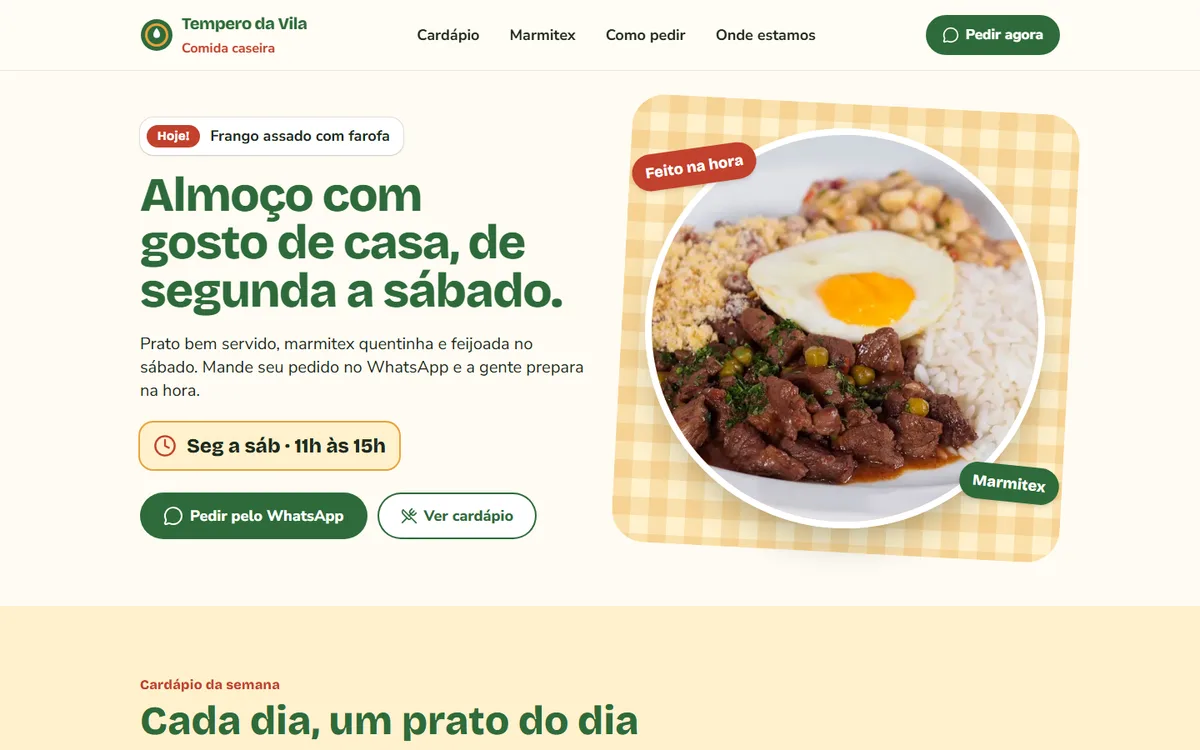 Tempero da Vila
Comida caseira
Cardápio
Marmitex
Como pedir
Onde estamos
Pedir agora
Hoje!
Frango assado com farofa
Almoço com
gosto de casa, de
segunda a sábado.
Prato bem servido, marmitex quentinha e feijoada no
sábado. Mande seu pedido no WhatsApp e a gente prepara
na hora.
Seg a sáb · 11h às 15h
Pedir pelo WhatsApp
Ver cardápio
Feito na hora
Marmitex
Cardápio da semana
Cada dia, um prato do dia